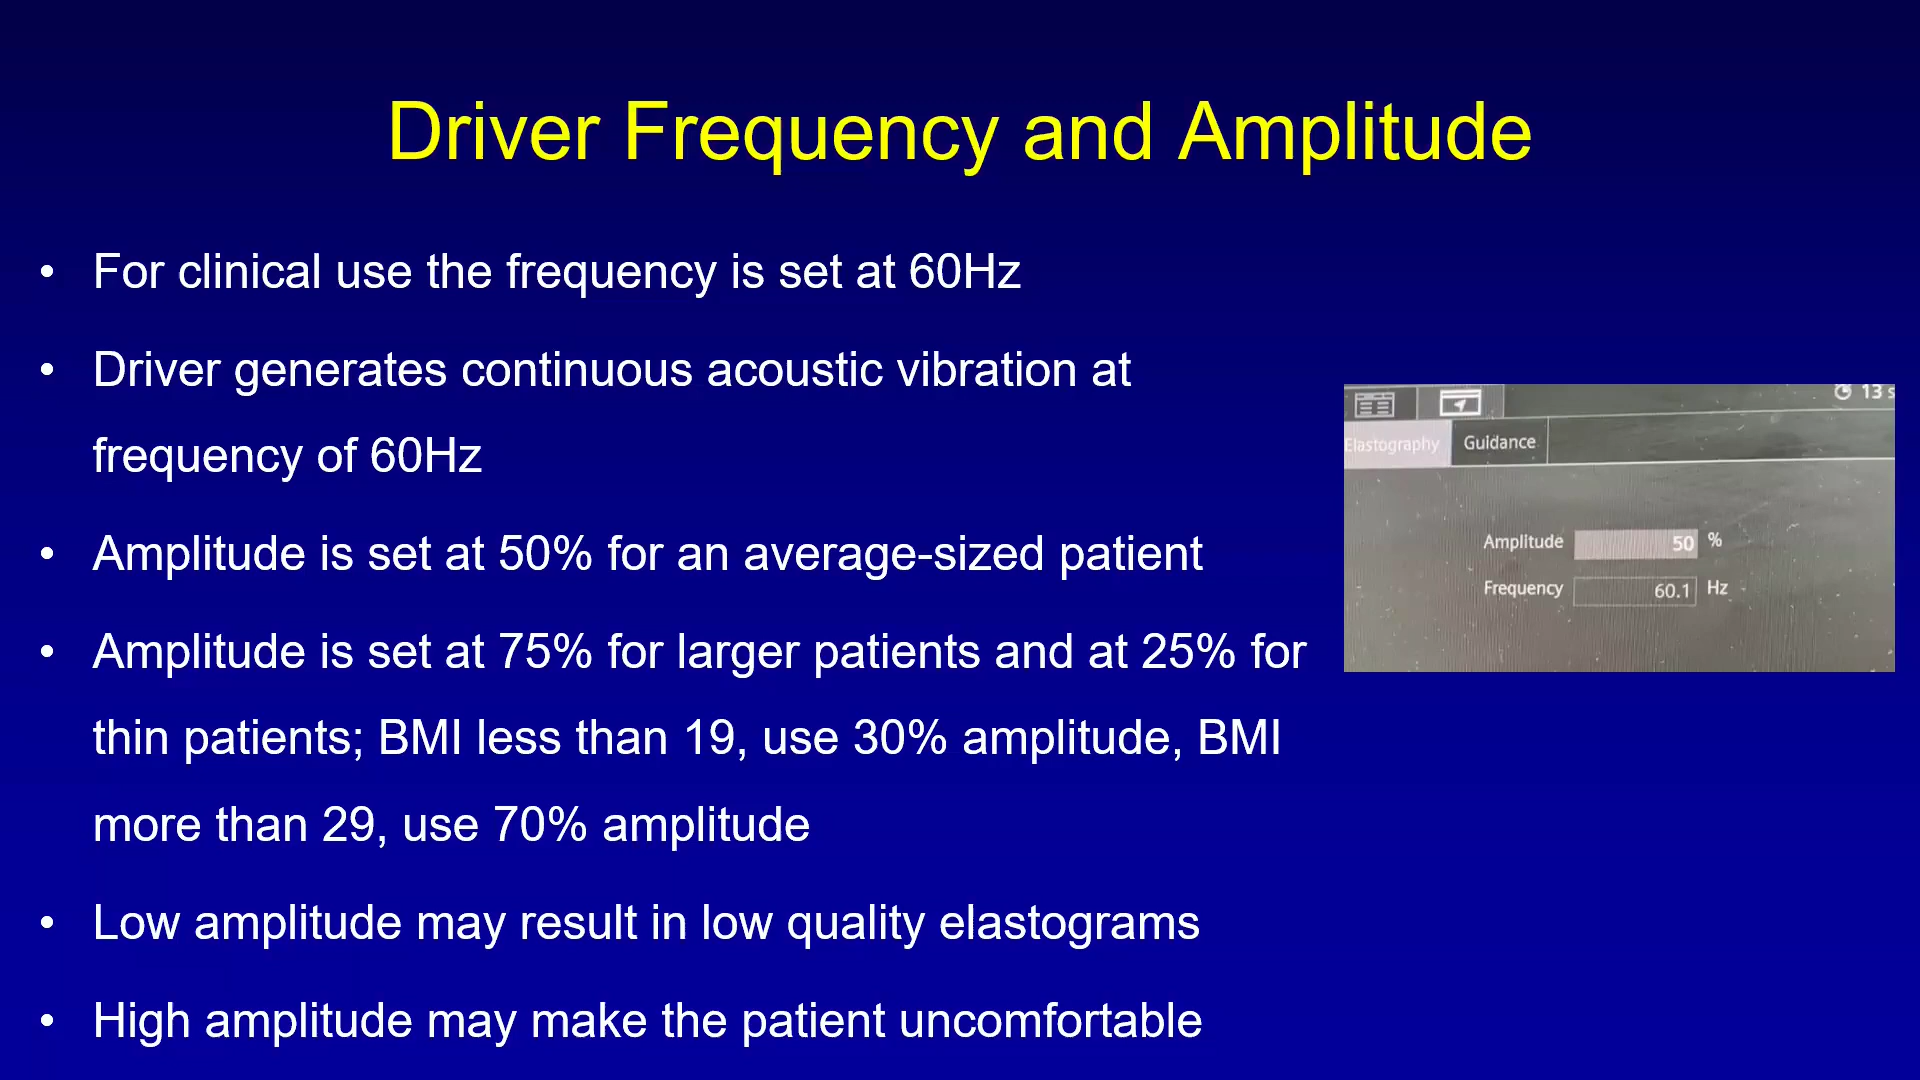 Driver Frequency and Amplitude
• For clinical use the frequency is set at 60Hz
• Driver generates continuous acoustic vibration at
frequency of 60Hz
• Amplitude is set at 50% for an average-sized patient
• Amplitude is set at 75% for larger patients and at 25% for
thin patients; BMI less than 19, use 30% amplitude, BMI
more than 29, use 70% amplitude
• Low amplitude may result in low quality elastograms
• High amplitude may make the patient uncomfortable
13 s
Elastography Guidance
Amplitude 50 %
Frequency 60.1 Hz